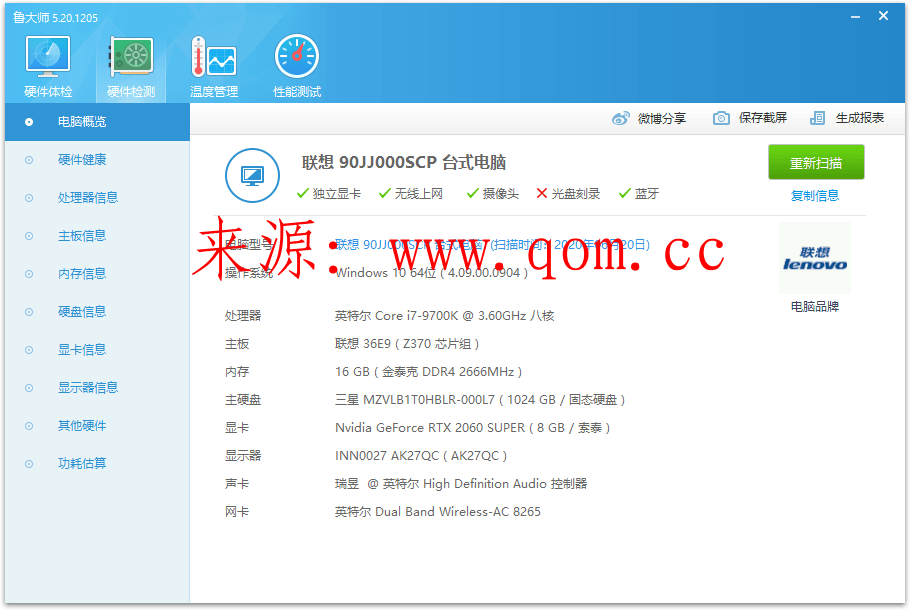 鲁大师 5.20.1205
硬件体检 硬件检测 温度管理 性能测试
电脑概览
硬件健康
处理器信息
主板信息
内存信息
硬盘信息
显卡信息
显示器信息
其他硬件
功耗估算
微博分享 保存截屏 生成报表
联想 90JJ000SCP 台式电脑
重新扫描
独立显卡 无线上网 摄像头 光盘刻录 蓝牙
复制信息
来源：www.qom.cc
电脑型号 联想 90JJ000SCP 台式电脑 (扫描时间：2020年06月20日)
操作系统 Windows 10 64位 ( 4.09.00.0904 )
联想
lenovo
电脑品牌
处理器 英特尔 Core i7-9700K @ 3.60GHz 八核
主板 联想 36E9 ( Z370 芯片组 )
内存 16 GB ( 金泰克 DDR4 2666MHz )
主硬盘 三星 MZVLB1T0HBLR-000L7 ( 1024 GB / 固态硬盘 )
显卡 Nvidia GeForce RTX 2060 SUPER ( 8 GB / 索泰 )
显示器 INN0027 AK27QC ( AK27QC )
声卡 瑞昱 @ 英特尔 High Definition Audio 控制器
网卡 英特尔 Dual Band Wireless-AC 8265